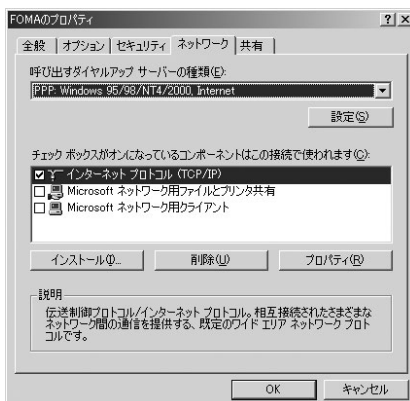 FOMAのプロパティ
全般 オプション セキュリティ ネットワーク 共有
呼び出すダイヤルアップ サーバーの種類(E):
PPP: Windows 95/98/NT4/2000, Internet
設定(S)
チェック ボックスがオンになっているコンポーネントはこの接続で使われます(C):
インターネット プロトコル (TCP/IP)
Microsoft ネットワーク用ファイルとプリンタ共有
Microsoft ネットワーク用クライアント
インストール(I)... 削除(U) プロパティ(R)
説明
伝送制御プロトコル/インターネット プロトコル。相互接続されたさまざまな
ネットワーク間の通信を提供する、既定のワイド エリア ネットワーク プロト
コルです。
OK キャンセル